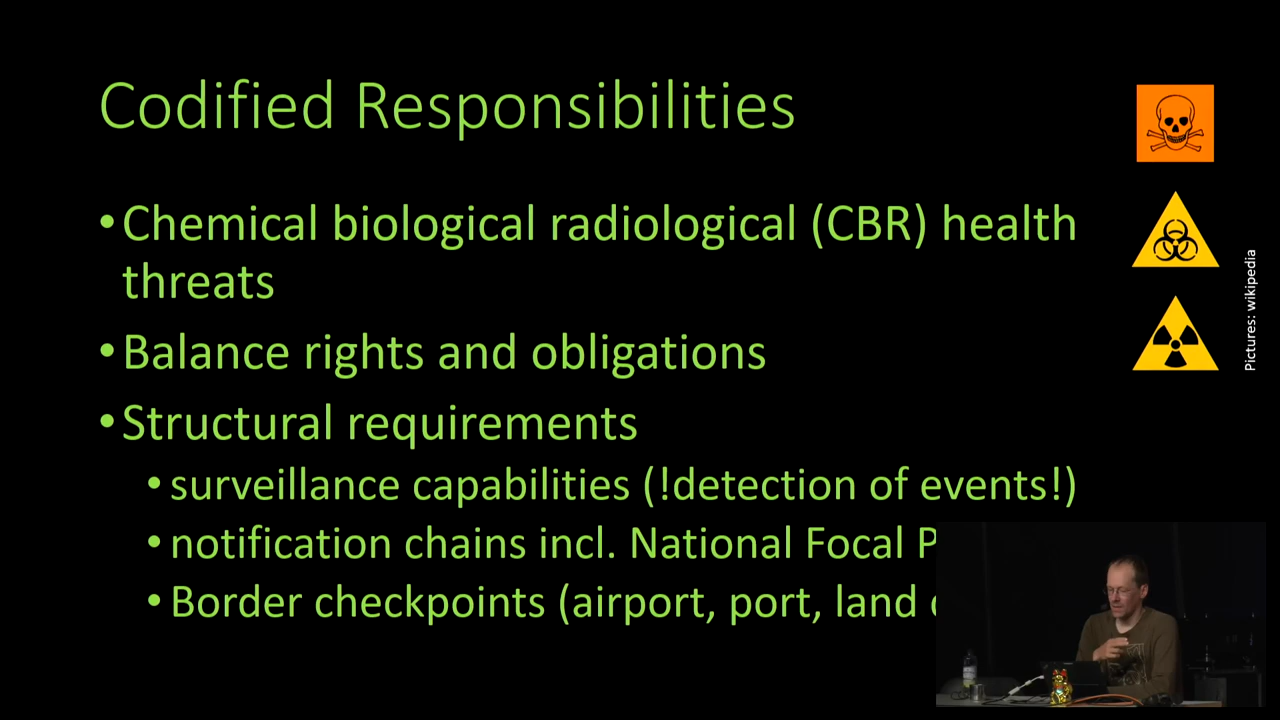 Codified Responsibilities
•Chemical biological radiological (CBR) health
threats
•Balance rights and obligations
•Structural requirements
•surveillance capabilities (!detection of events!)
•notification chains incl. National Focal
•Border checkpoints (airport, port, land
Pictures: wikipedia